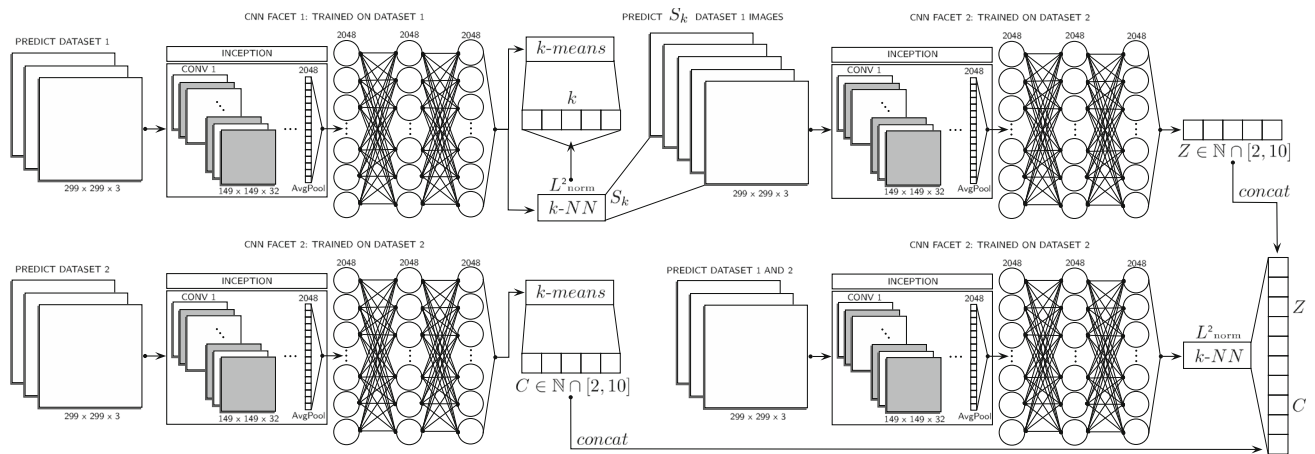 CNN FACET 1: TRAINED ON DATASET 1
PREDICT DATASET 1
INCEPTION
CONV 1
2048
2048
2048
2048
AvgPool
149 x 149 x 32
299 x 299 x 3
k-means
k
L² norm
k-NN
S_k
PREDICT S_k DATASET 1 IMAGES
299 x 299 x 3
CNN FACET 2: TRAINED ON DATASET 2
INCEPTION
CONV 1
2048
2048
2048
2048
AvgPool
149 x 149 x 32
Z ∈ ℕ ∩ [2, 10]
concat
CNN FACET 2: TRAINED ON DATASET 2
PREDICT DATASET 2
INCEPTION
CONV 1
2048
2048
2048
2048
AvgPool
149 x 149 x 32
299 x 299 x 3
k-means
C ∈ ℕ ∩ [2, 10]
concat
CNN FACET 2: TRAINED ON DATASET 2
PREDICT DATASET 1 AND 2
INCEPTION
CONV 1
2048
2048
2048
2048
AvgPool
149 x 149 x 32
299 x 299 x 3
L² norm
k-NN
Z
C